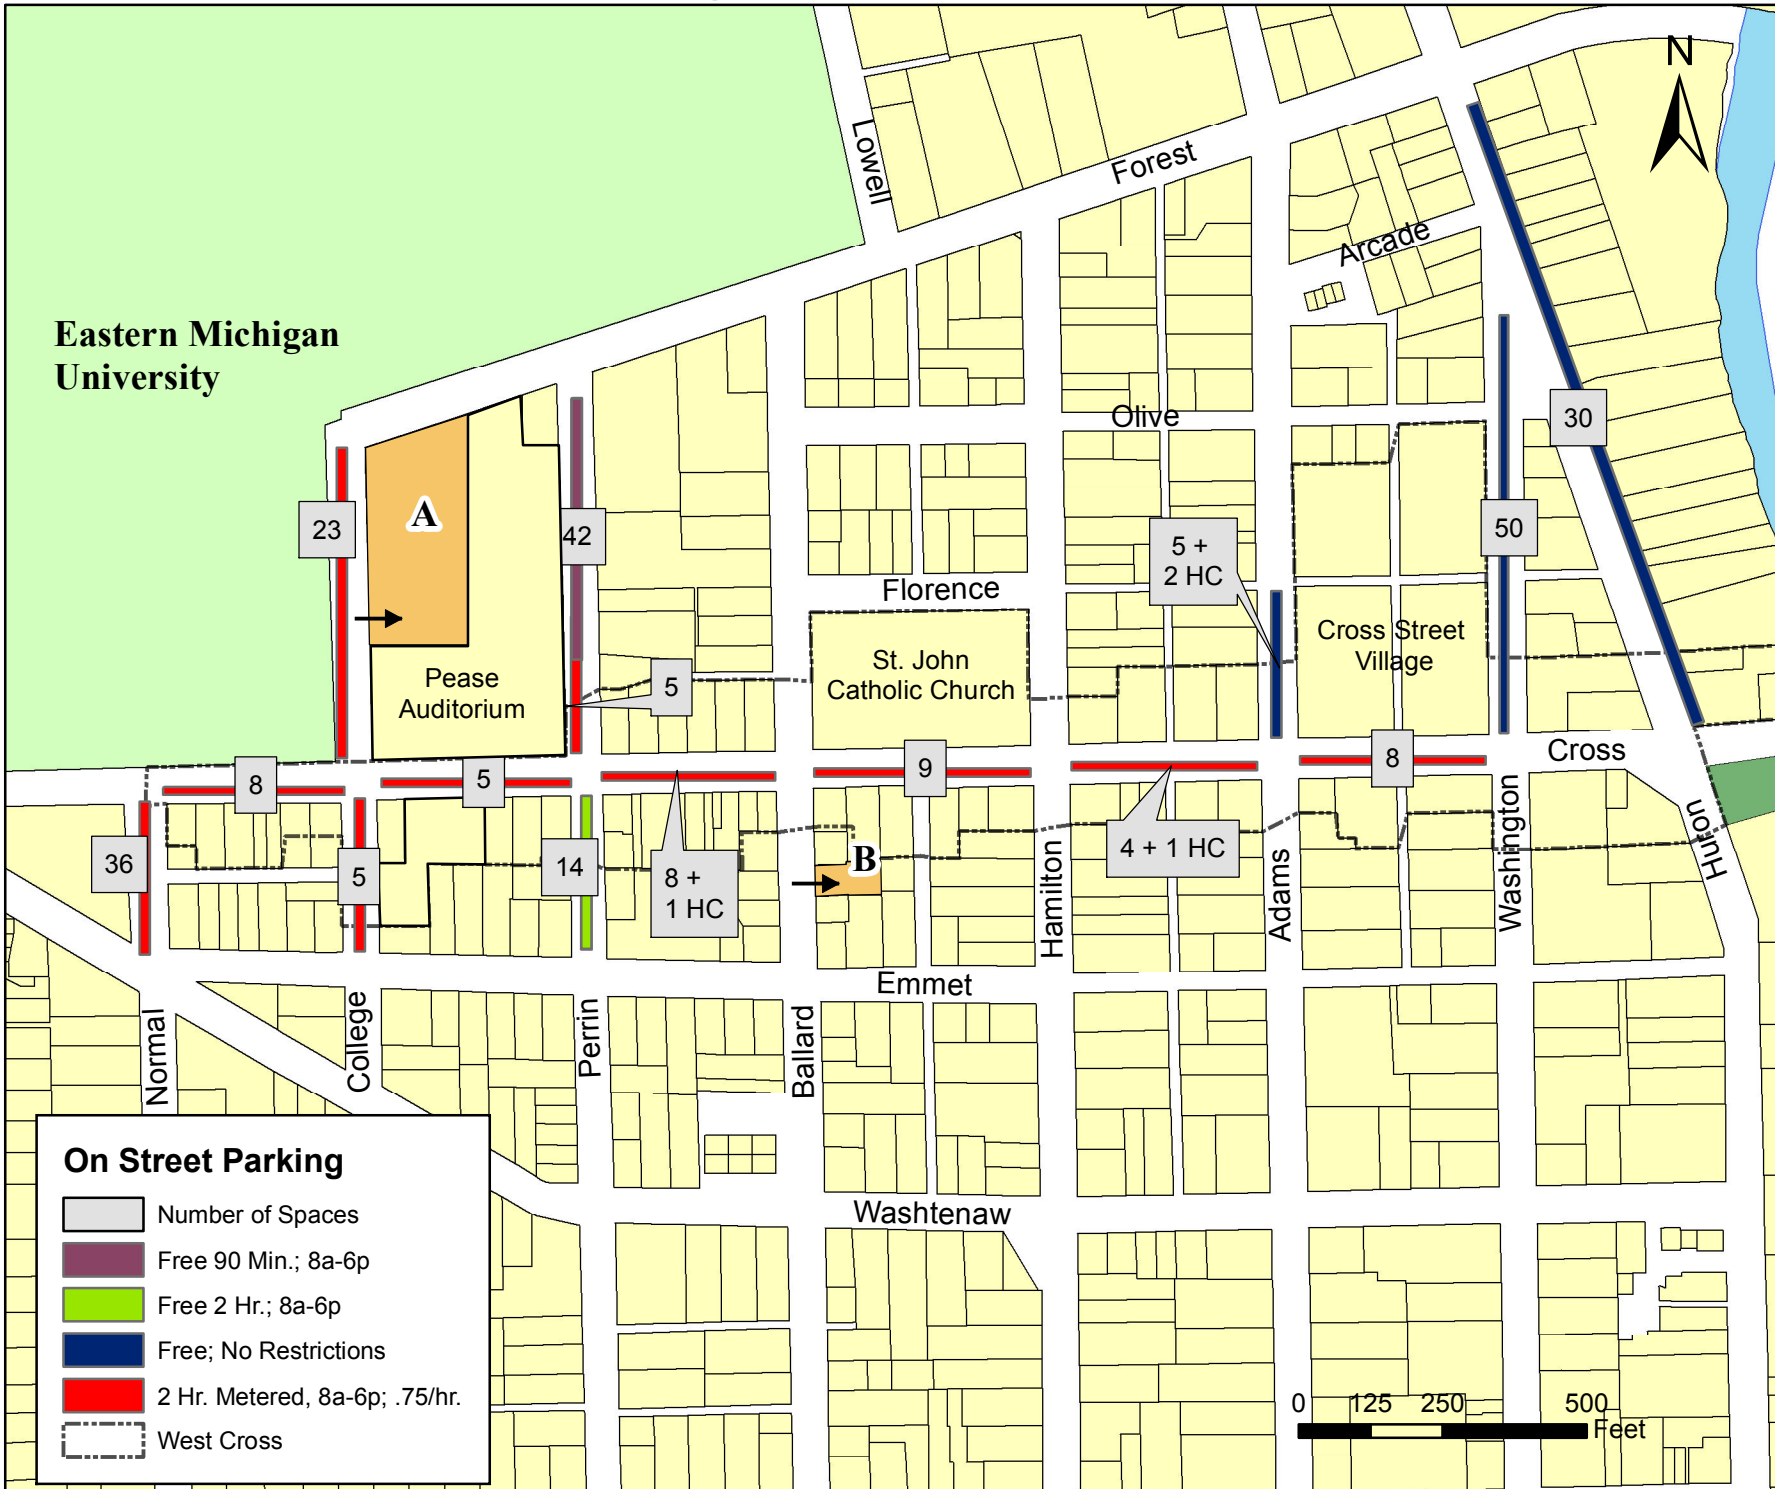 N
Lowell
Forest
Arcade
Eastern Michigan
University
Olive
30
A
23
42
50
5 +
2 HC
Florence
Cross Street
Village
St. John
Catholic Church
Pease
Auditorium
5
Cross
8
5
9
8
Washington
Huron
36
5
14
8 +
1 HC
B
4 + 1 HC
Hamilton
Adams
Emmet
Normal
College
Perrin
Ballard
On Street Parking
Number of Spaces
Free 90 Min.; 8a-6p
Free 2 Hr.; 8a-6p
Free; No Restrictions
2 Hr. Metered, 8a-6p; .75/hr.
West Cross
Washtenaw
0 125 250 500
Feet